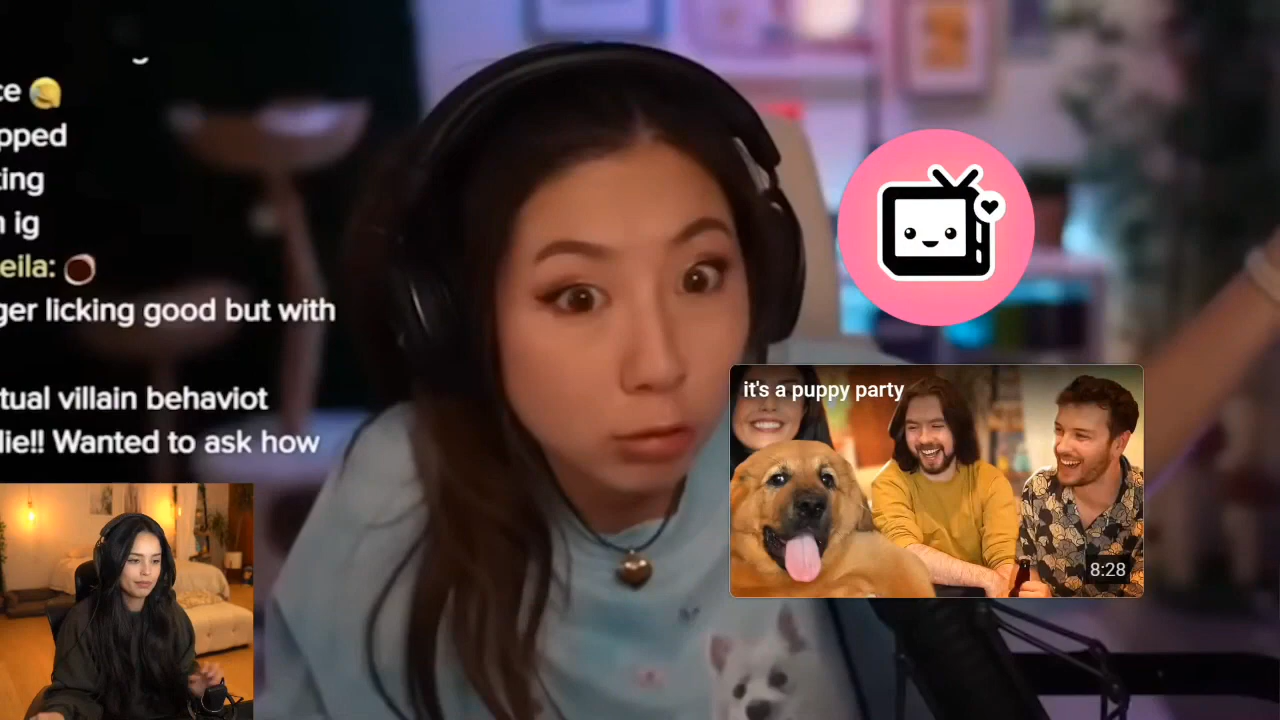 ce
pped
ting
n ig
eila:
ger licking good but with
tual villain behaviot
die!! Wanted to ask how
it's a puppy party
8:28